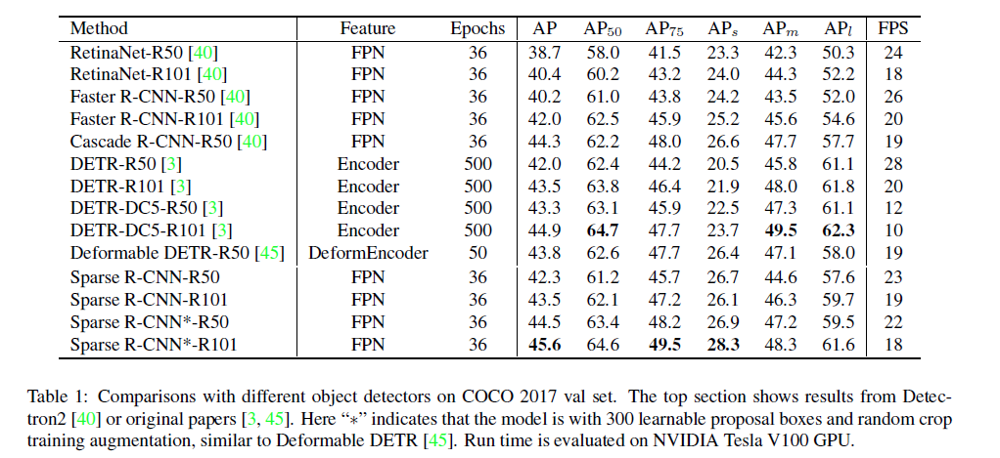 Method Feature Epochs AP AP50 AP75 APs APm APl FPS
RetinaNet-R50 [40] FPN 36 38.7 58.0 41.5 23.3 42.3 50.3 24
RetinaNet-R101 [40] FPN 36 40.4 60.2 43.2 24.0 44.3 52.2 18
Faster R-CNN-R50 [40] FPN 36 40.2 61.0 43.8 24.2 43.5 52.0 26
Faster R-CNN-R101 [40] FPN 36 42.0 62.5 45.9 25.2 45.6 54.6 20
Cascade R-CNN-R50 [40] FPN 36 44.3 62.2 48.0 26.6 47.7 57.7 19
DETR-R50 [3] Encoder 500 42.0 62.4 44.2 20.5 45.8 61.1 28
DETR-R101 [3] Encoder 500 43.5 63.8 46.4 21.9 48.0 61.8 20
DETR-DC5-R50 [3] Encoder 500 43.3 63.1 45.9 22.5 47.3 61.1 12
DETR-DC5-R101 [3] Encoder 500 44.9 64.7 47.7 23.7 49.5 62.3 10
Deformable DETR-R50 [45] DeformEncoder 50 43.8 62.6 47.7 26.4 47.1 58.0 19
Sparse R-CNN-R50 FPN 36 42.3 61.2 45.7 26.7 44.6 57.6 23
Sparse R-CNN-R101 FPN 36 43.5 62.1 47.2 26.1 46.3 59.7 19
Sparse R-CNN*-R50 FPN 36 44.5 63.4 48.2 26.9 47.2 59.5 22
Sparse R-CNN*-R101 FPN 36 45.6 64.6 49.5 28.3 48.3 61.6 18
Table 1: Comparisons with different object detectors on COCO 2017 val set. The top section shows results from Detec-
tron2 [40] or original papers [3, 45]. Here “∗” indicates that the model is with 300 learnable proposal boxes and random crop
training augmentation, similar to Deformable DETR [45]. Run time is evaluated on NVIDIA Tesla V100 GPU.